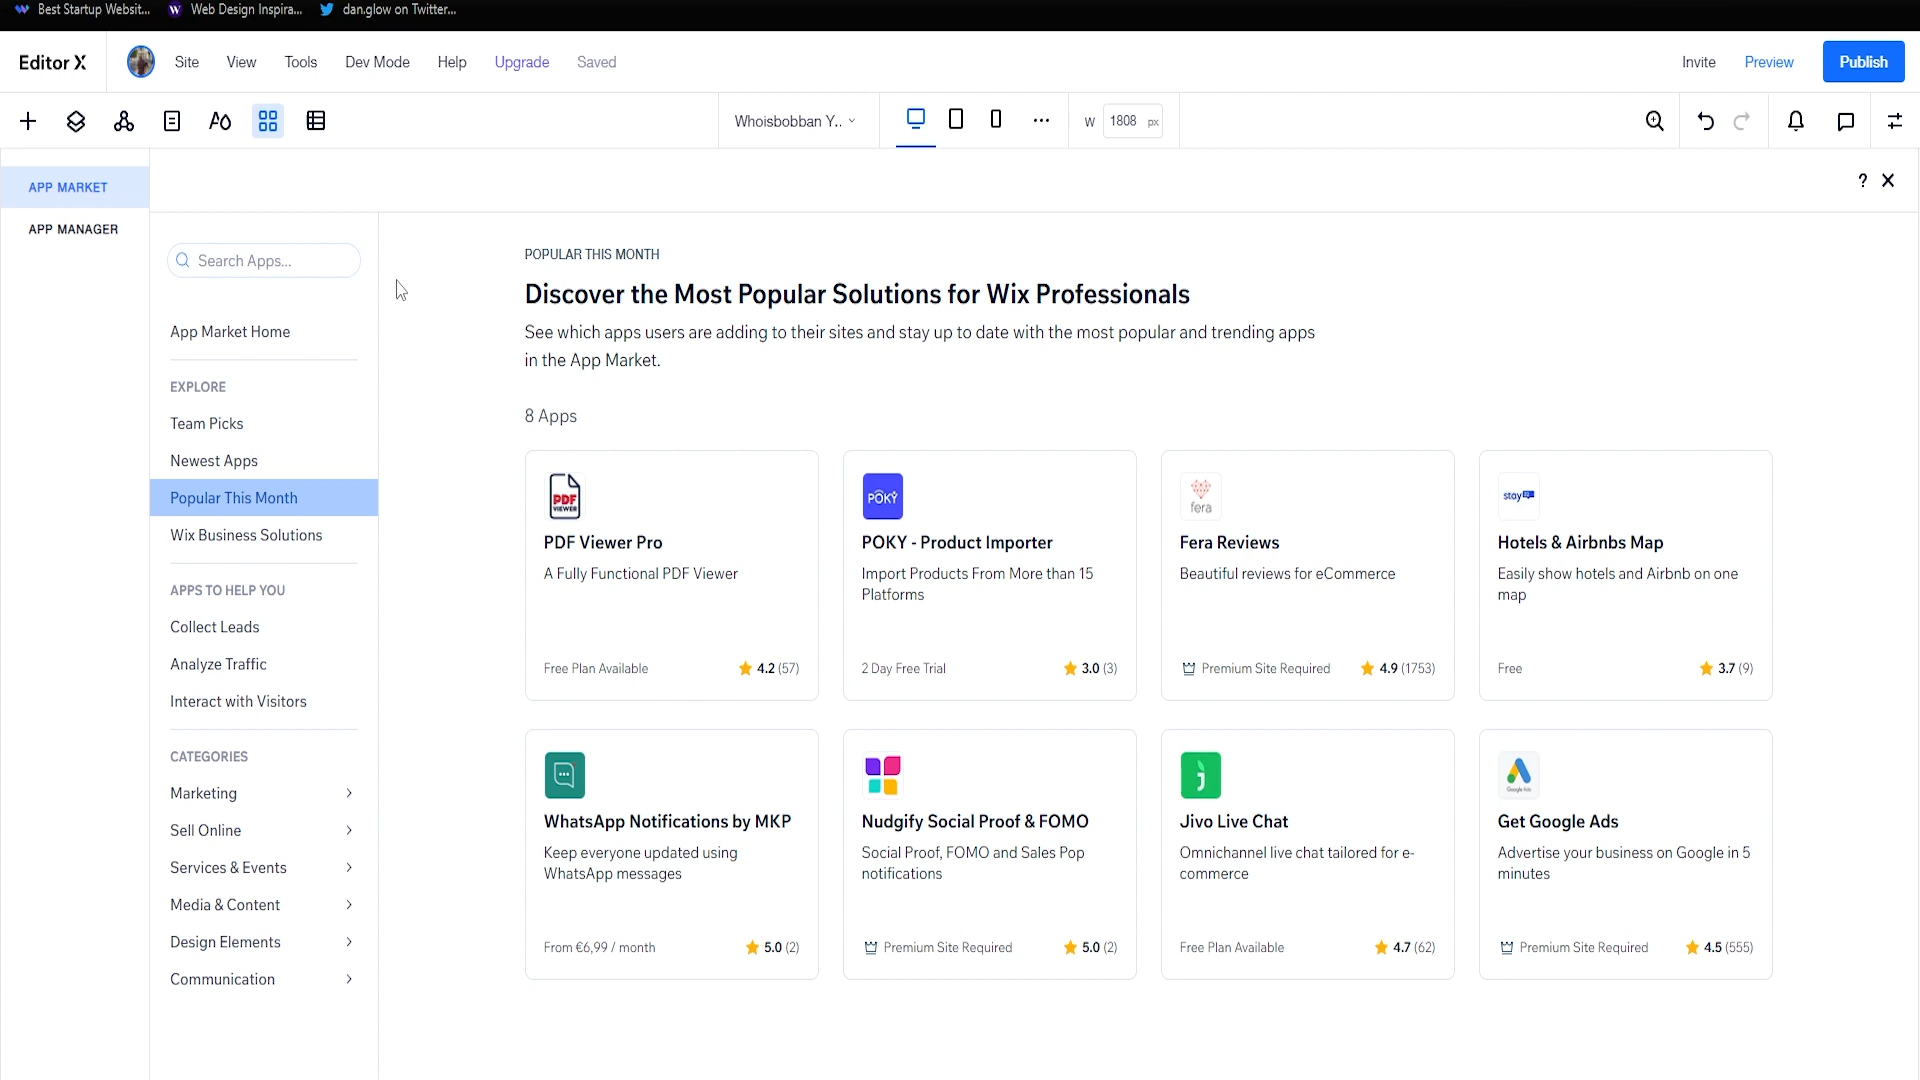 Best Startup Websit...
Web Design Inspira...
dan.glow on Twitter...
Editor X
Site
View
Tools
Dev Mode
Help
Upgrade
Saved
Invite
Preview
Publish
Whoisbobban Y..
W
1808
px
APP MARKET
APP MANAGER
?
Search Apps...
App Market Home
EXPLORE
Team Picks
Newest Apps
Popular This Month
Wix Business Solutions
APPS TO HELP YOU
Collect Leads
Analyze Traffic
Interact with Visitors
CATEGORIES
Marketing
Sell Online
Services & Events
Media & Content
Design Elements
Communication
POPULAR THIS MONTH
Discover the Most Popular Solutions for Wix Professionals
See which apps users are adding to their sites and stay up to date with the most popular and trending apps
in the App Market.
8 Apps
PDF
VIEWER
PDF Viewer Pro
A Fully Functional PDF Viewer
Free Plan Available
4.2 (57)
POKY
POKY - Product Importer
Import Products From More than 15
Platforms
2 Day Free Trial
3.0 (3)
fera
Fera Reviews
Beautiful reviews for eCommerce
Premium Site Required
4.9 (1753)
stay
Hotels & Airbnbs Map
Easily show hotels and Airbnb on one
map
Free
3.7 (9)
WhatsApp Notifications by MKP
Keep everyone updated using
WhatsApp messages
From €6,99 / month
5.0 (2)
Nudgify Social Proof & FOMO
Social Proof, FOMO and Sales Pop
notifications
Premium Site Required
5.0 (2)
Jivo Live Chat
Omnichannel live chat tailored for e-
commerce
Free Plan Available
4.7 (62)
Google Ads
Get Google Ads
Advertise your business on Google in 5
minutes
Premium Site Required
4.5 (555)